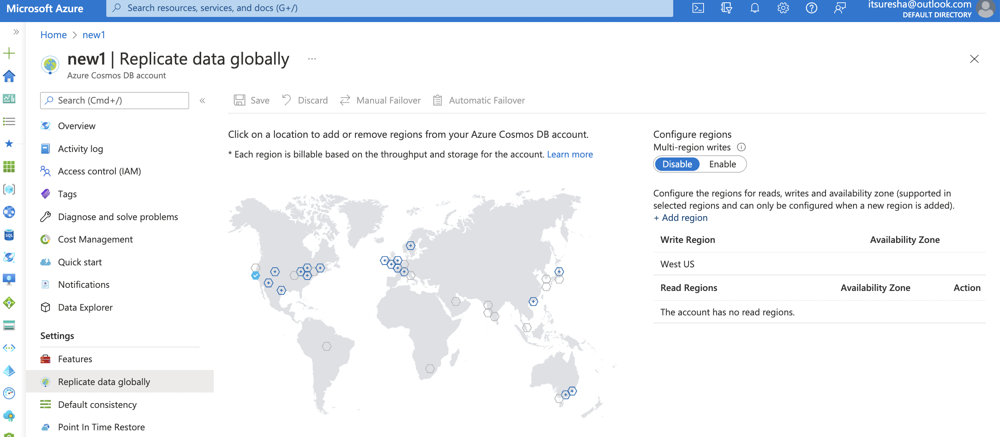 Microsoft Azure
Search resources, services, and docs (G+/)
itsuresha@outlook.com
DEFAULT DIRECTORY
Home > new1
new1 | Replicate data globally ...
Azure Cosmos DB account
Search (Cmd+/)
Overview
Activity log
Access control (IAM)
Tags
Diagnose and solve problems
Cost Management
Quick start
Notifications
Data Explorer
Settings
Features
Replicate data globally
Default consistency
Point In Time Restore
Save
Discard
Manual Failover
Automatic Failover
Click on a location to add or remove regions from your Azure Cosmos DB account.
* Each region is billable based on the throughput and storage for the account. Learn more
Configure regions
Multi-region writes
Disable Enable
Configure the regions for reads, writes and availability zone (supported in
selected regions and can only be configured when a new region is added).
+ Add region
Write Region Availability Zone
West US
Read Regions Availability Zone Action
The account has no read regions.
SQL